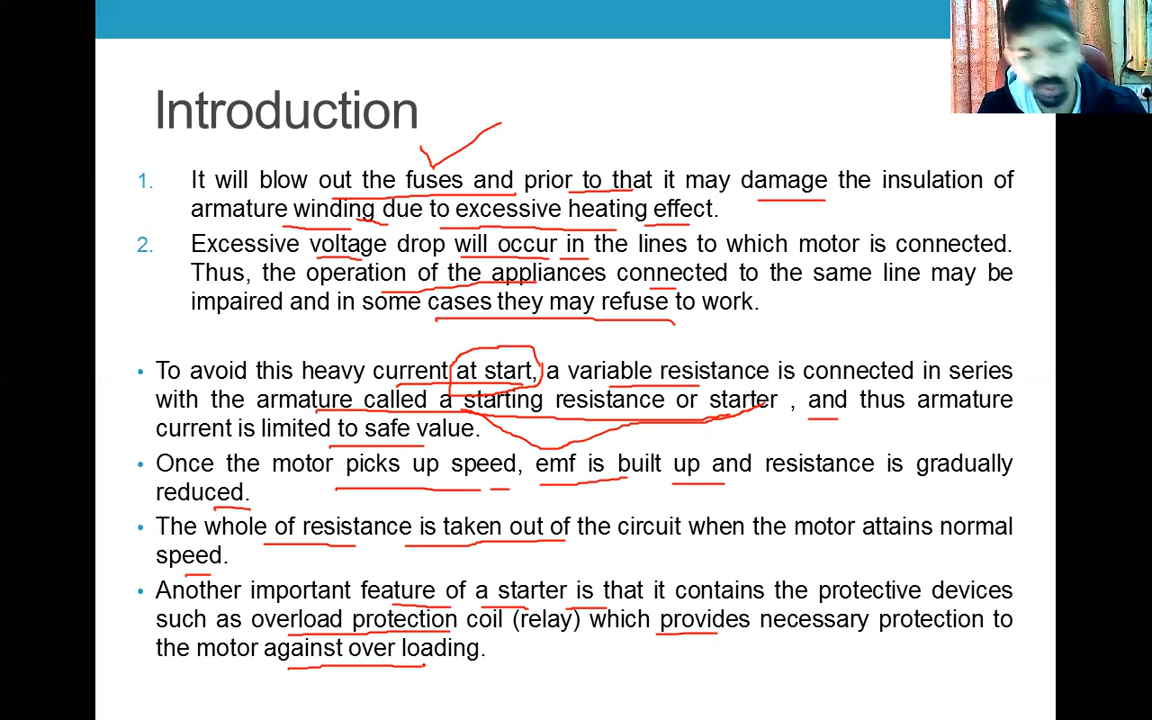 Introduction
1. It will blow out the fuses and prior to that it may damage the insulation of
armature winding due to excessive heating effect.
2. Excessive voltage drop will occur in the lines to which motor is connected.
Thus, the operation of the appliances connected to the same line may be
impaired and in some cases they may refuse to work.
• To avoid this heavy current at start, a variable resistance is connected in series
with the armature called a starting resistance or starter , and thus armature
current is limited to safe value.
• Once the motor picks up speed, emf is built up and resistance is gradually
reduced.
• The whole of resistance is taken out of the circuit when the motor attains normal
speed.
• Another important feature of a starter is that it contains the protective devices
such as overload protection coil (relay) which provides necessary protection to
the motor against over loading.